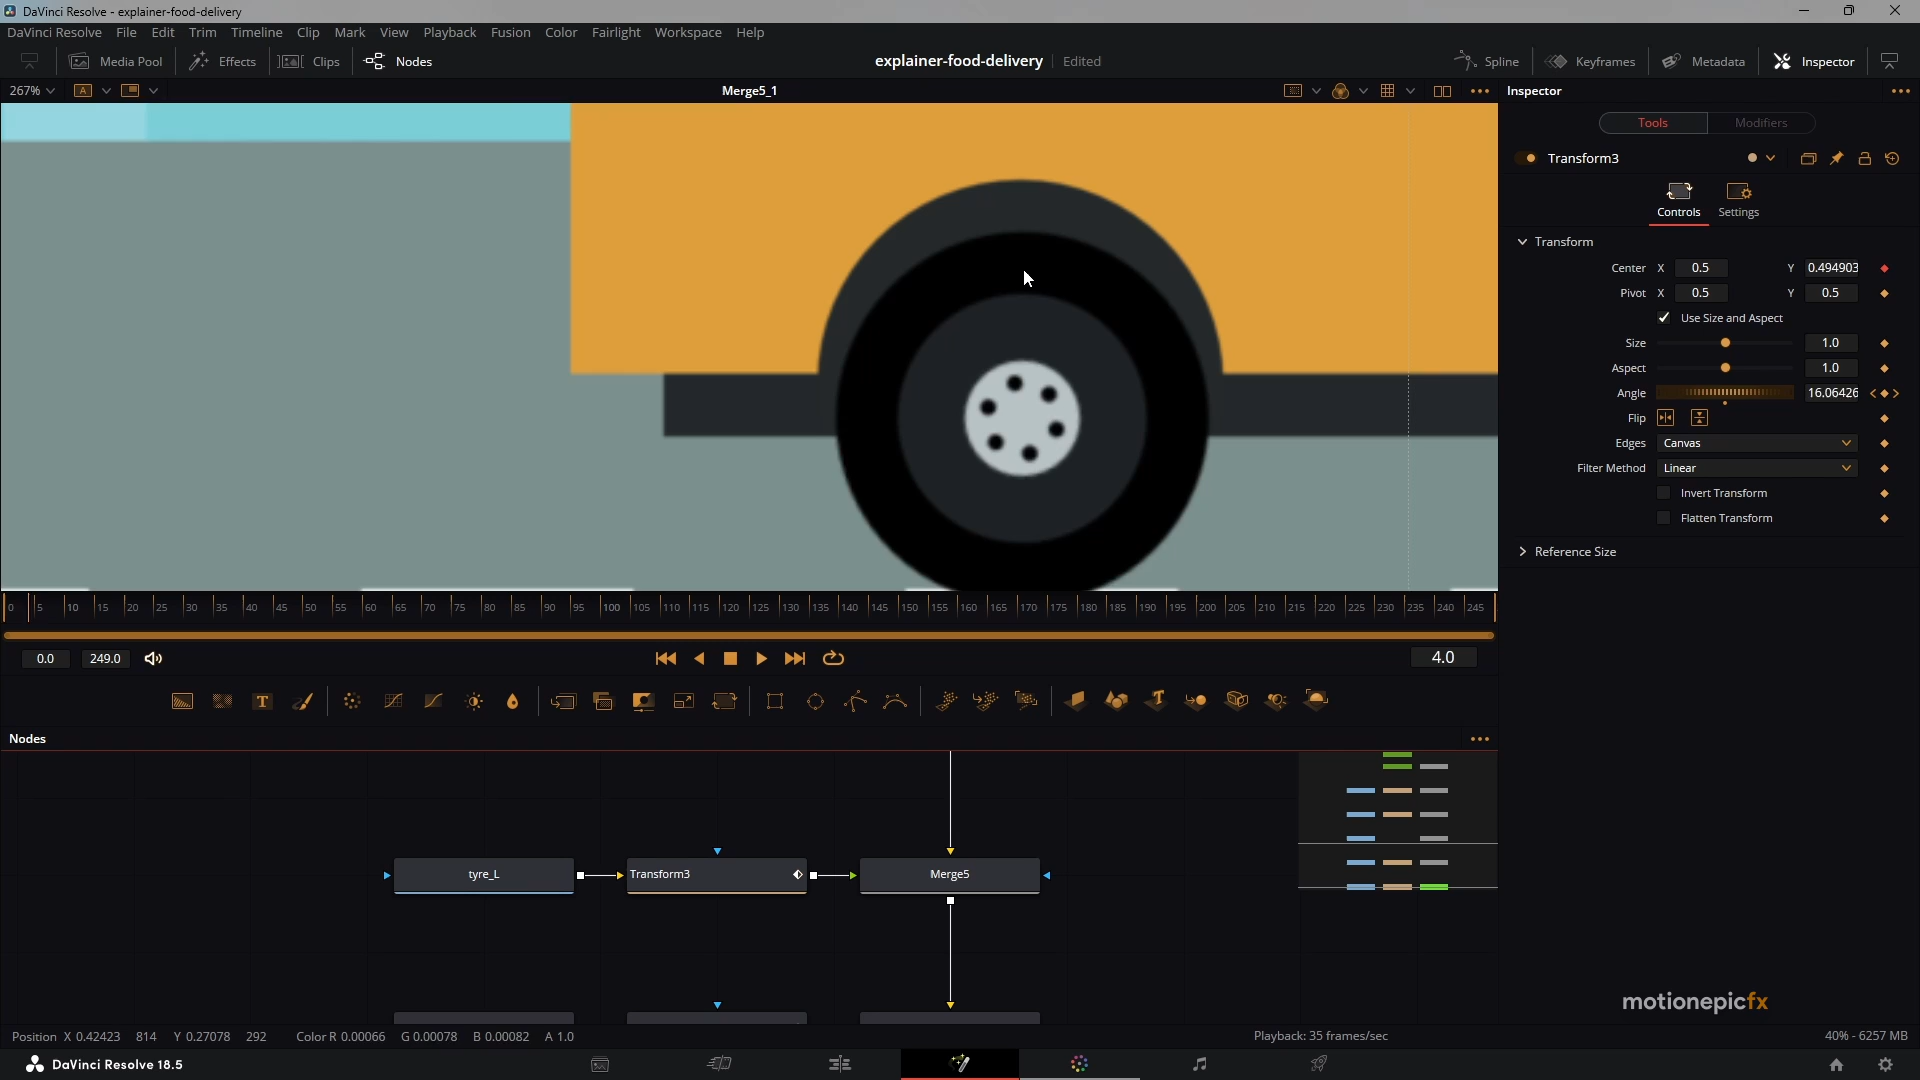 DaVinci Resolve - explainer-food-delivery
DaVinci Resolve File Edit Trim Timeline Clip Mark View Playback Fusion Color Fairlight Workspace Help
Media Pool Effects Clips Nodes explainer-food-delivery Edited Spline Keyframes Metadata Inspector
267% A Merge5_1 Inspector
Tools Modifiers
Transform3
Controls Settings
Transform
Center X 0.5 Y 0.494903
Pivot X 0.5 Y 0.5
Use Size and Aspect
Size 1.0
Aspect 1.0
Angle 16.06426
Flip
Edges Canvas
Filter Method Linear
Invert Transform
Flatten Transform
Reference Size
0 5 10 15 20 25 30 35 40 45 50 55 60 65 70 75 80 85 90 95 100 105 110 115 120 125 130 135 140 145 150 155 160 165 170 175 180 185 190 195 200 205 210 215 220 225 230 235 240 245
0.0 249.0 4.0
Nodes
tyre_L Transform3 Merge5
motionepicfx
Position X 0.42423 814 Y 0.27078 292 Color R 0.00066 G 0.00078 B 0.00082 A 1.0 Playback: 35 frames/sec 40% - 6257 MB
DaVinci Resolve 18.5